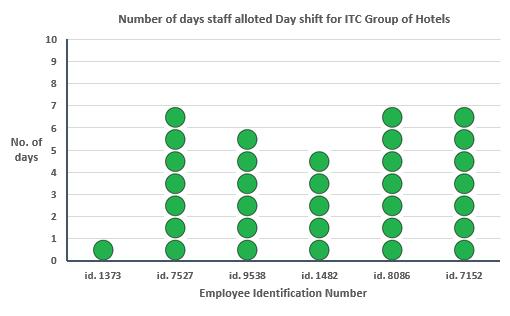 Number of days staff alloted Day shift for ITC Group of Hotels
10
9
8
7
6
5
4
3
2
1
0
No. of
days
id. 1373 id. 7527 id. 9538 id. 1482 id. 8086 id. 7152
Employee Identification Number